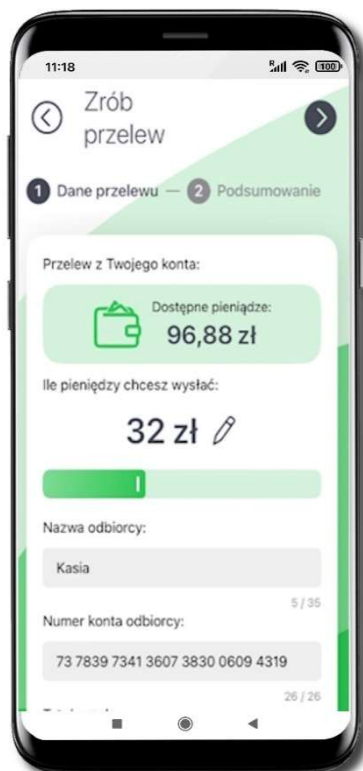 11:18
R
100
Zrób
przelew
1 Dane przelewu — 2 Podsumowanie
Przelew z Twojego konta:
Dostępne pieniądze:
96,88 zł
Ile pieniędzy chcesz wysłać:
32 zł
Nazwa odbiorcy:
Kasia
5 / 35
Numer konta odbiorcy:
73 7839 7341 3607 3830 0609 4319
26 / 26